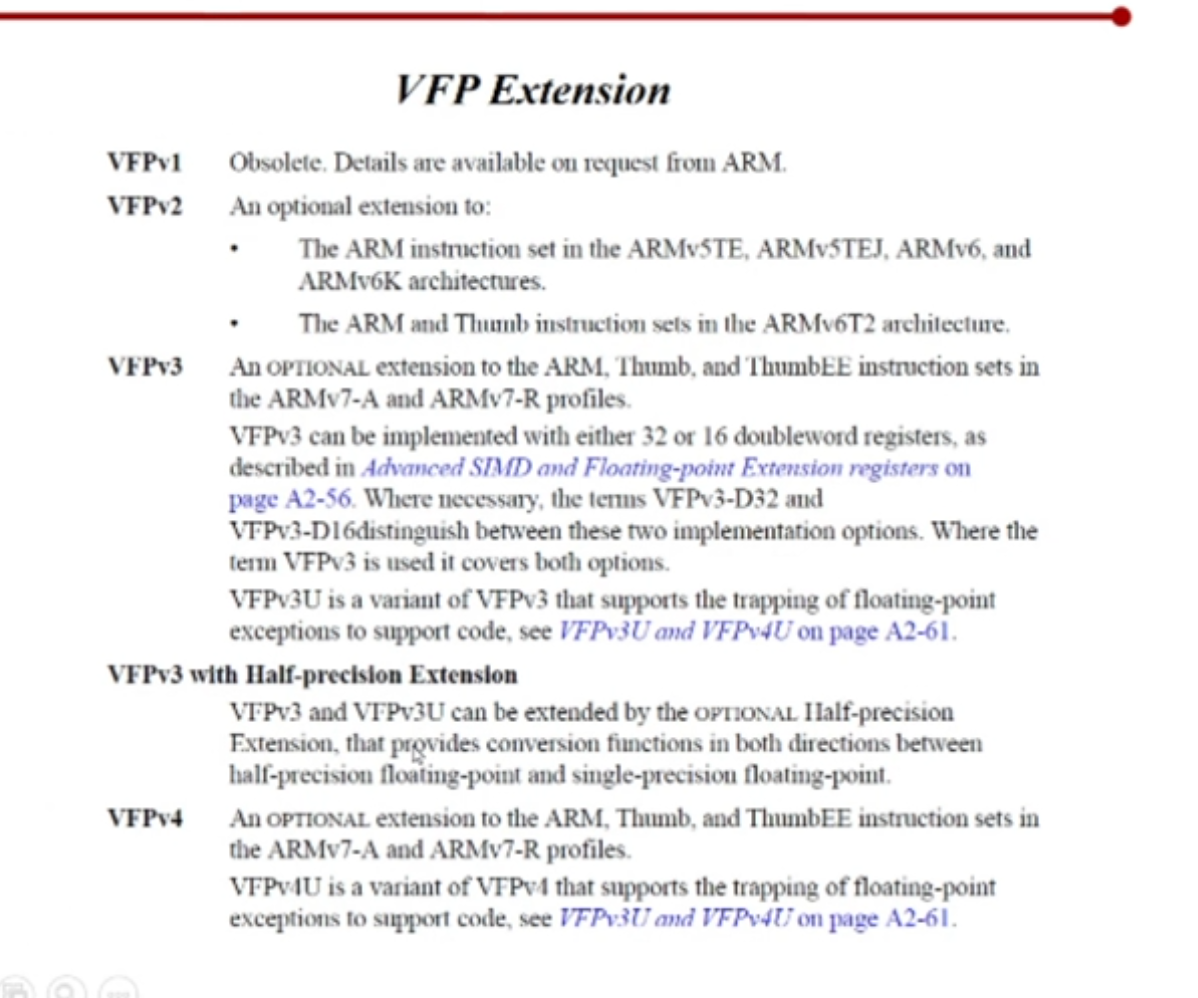 VFP Extension
VFPv1 Obsolete. Details are available on request from ARM.
VFPv2 An optional extension to:
• The ARM instruction set in the ARMv5TE, ARMv5TEJ, ARMv6, and
ARMv6K architectures.
• The ARM and Thumb instruction sets in the ARMv6T2 architecture.
VFPv3 An OPTIONAL extension to the ARM, Thumb, and ThumbEE instruction sets in
the ARMv7-A and ARMv7-R profiles.
VFPv3 can be implemented with either 32 or 16 doubleword registers, as
described in Advanced SIMD and Floating-point Extension registers on
page A2-56. Where necessary, the terms VFPv3-D32 and
VFPv3-D16distinguish between these two implementation options. Where the
term VFPv3 is used it covers both options.
VFPv3U is a variant of VFPv3 that supports the trapping of floating-point
exceptions to support code, see VFPv3U and VFPv4U on page A2-61.
VFPv3 with Half-precision Extension
VFPv3 and VFPv3U can be extended by the OPTIONAL Half-precision
Extension, that provides conversion functions in both directions between
half-precision floating-point and single-precision floating-point.
VFPv4 An OPTIONAL extension to the ARM, Thumb, and ThumbEE instruction sets in
the ARMv7-A and ARMv7-R profiles.
VFPv4U is a variant of VFPv4 that supports the trapping of floating-point
exceptions to support code, see VFPv3U and VFPv4U on page A2-61.